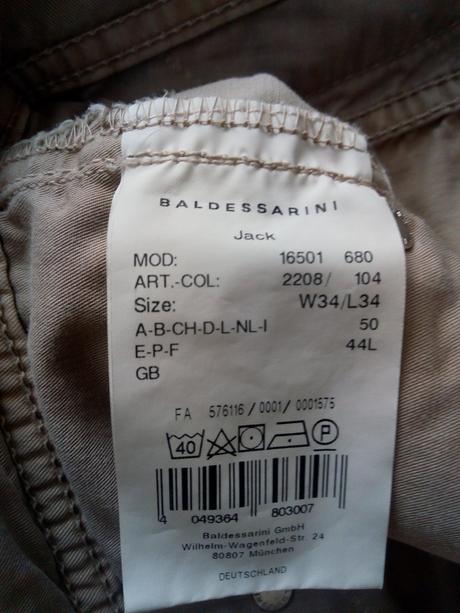 BALDESSARINI
Jack
MOD: 16501 680
ART.-COL: 2208/ 104
Size: W34/L34
A-B-CH-D-L-NL-I 50
E-P-F 44L
GB
FA 576116/0001/0001575
40 P
4 049364 803007
Baldessarini GmbH
Wilhelm-Wagenfeld-Str. 24
80807 München
DEUTSCHLAND